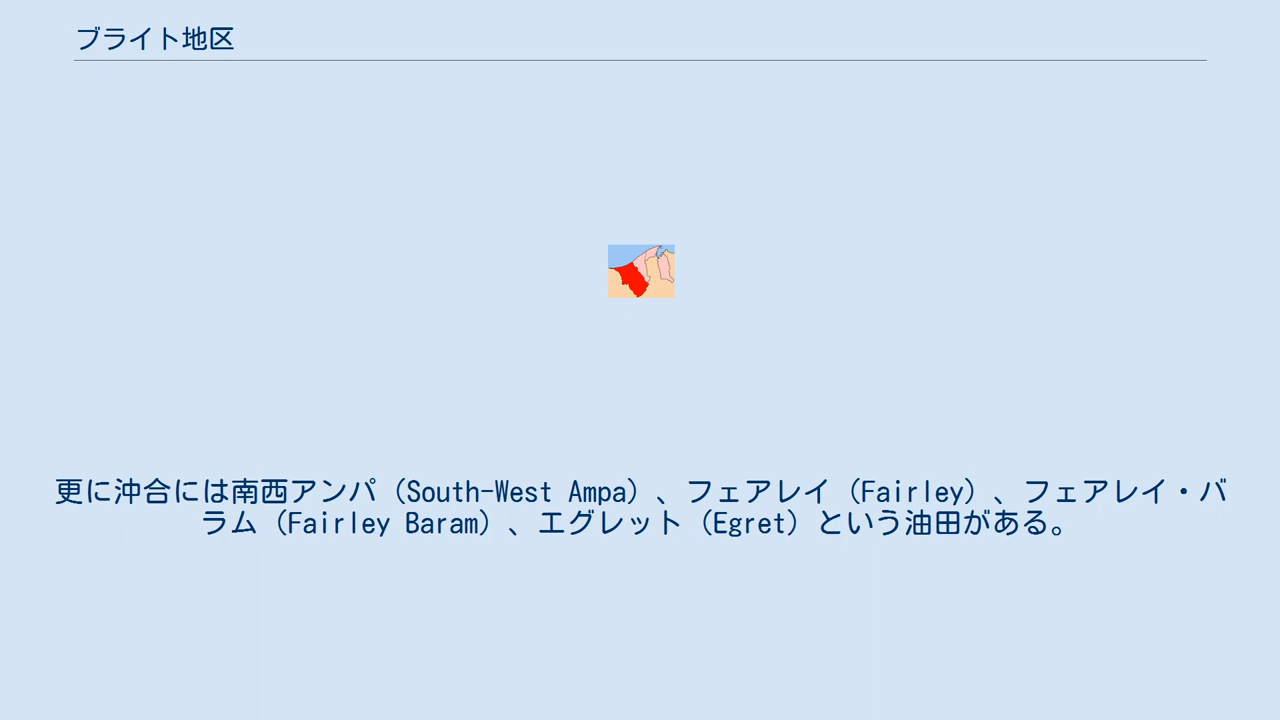 ブライト地区
更に沖合には南西アンパ（South-West Ampa）、フェアレイ（Fairley）、フェアレイ・バ
ラム（Fairley Baram）、エグレット（Egret）という油田がある。